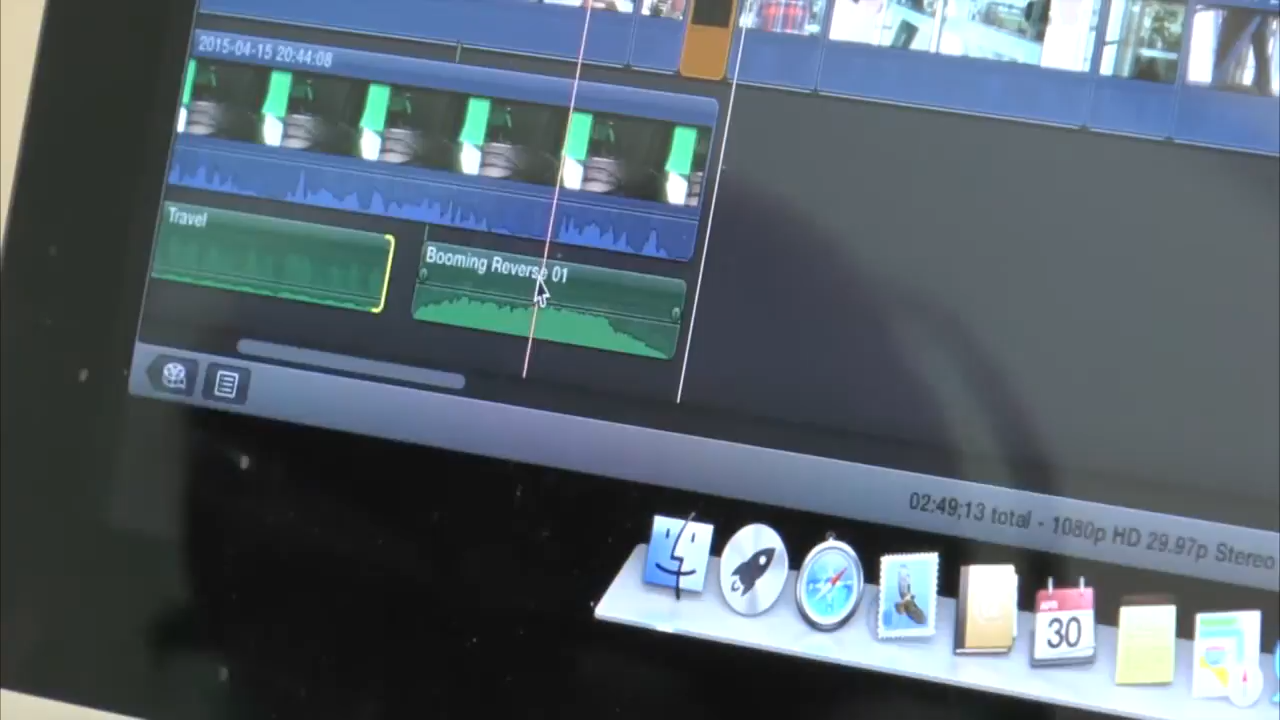 2015-04-15 20:44:08
Travel
Booming Reverse 01
02:49;13 total - 1080p HD 29.97p Stereo
APR
30